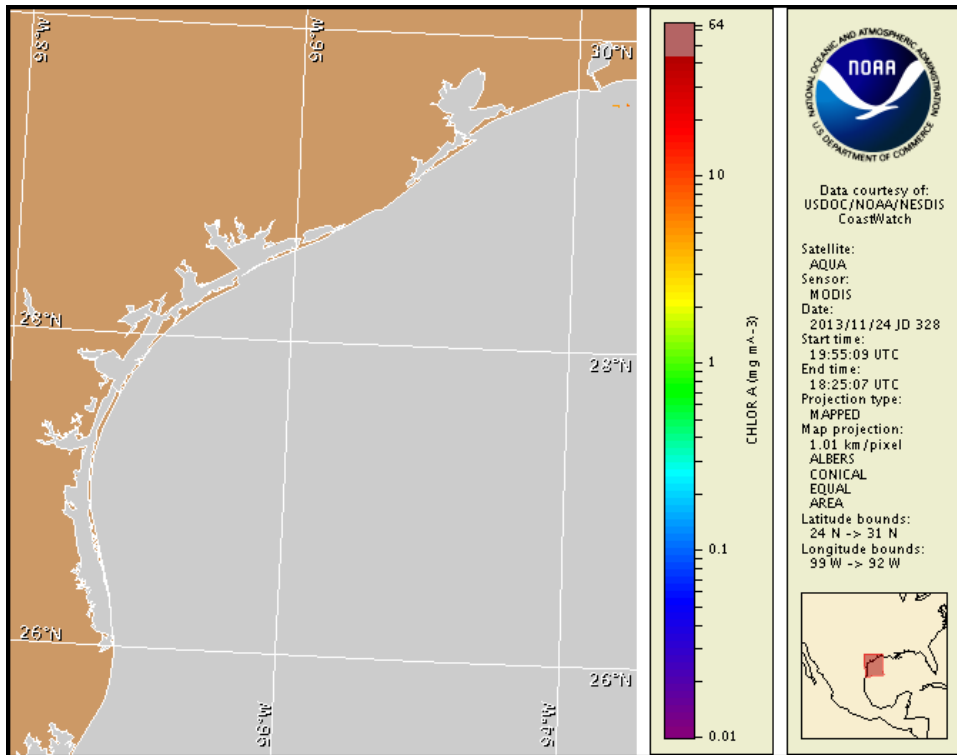 98°W
96°W
30°N
28°N
28°N
26°N
26°N
96°W
94°W
64
10
1
0.1
0.01
CHLOR A (mg m^-3)
NATIONAL OCEANIC AND ATMOSPHERIC ADMINISTRATION
NOAA
U.S. DEPARTMENT OF COMMERCE
Data courtesy of:
USDOC/NOAA/NESDIS
CoastWatch
Satellite:
AQUA
Sensor:
MODIS
Date:
2013/11/24 JD 328
Start time:
19:55:09 UTC
End time:
18:25:07 UTC
Projection type:
MAPPED
Map projection:
1.01 km/pixel
ALBERS
CONICAL
EQUAL
AREA
Latitude bounds:
24 N -> 31 N
Longitude bounds:
99 W -> 92 W